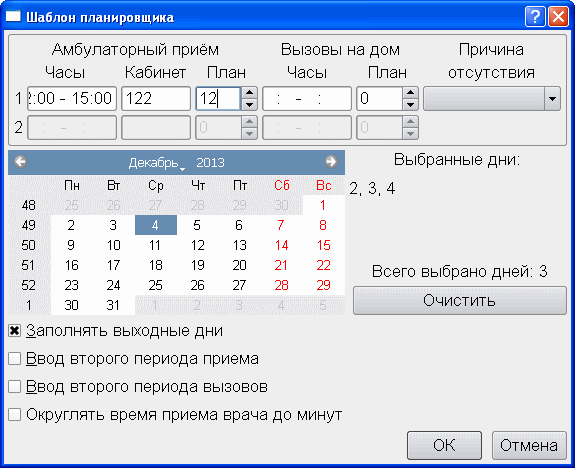 Шаблон планировщика
Амбулаторный приём Вызовы на дом Причина
Часы Кабинет План Часы План отсутствия
1 2:00 - 15:00 122 12 : - : 0
2 : - : 0 : - : 0
Декабрь 2013
Выбранные дни:
Пн Вт Ср Чт Пт Сб Вс
2, 3, 4
48 25 26 27 28 29 30 1
49 2 3 4 5 6 7 8
50 9 10 11 12 13 14 15
51 16 17 18 19 20 21 22
Всего выбрано дней: 3
52 23 24 25 26 27 28 29
1 30 31 1 2 3 4 5
Очистить
Заполнять выходные дни
Ввод второго периода приема
Ввод второго периода вызовов
Округлять время приема врача до минут
ОК Отмена